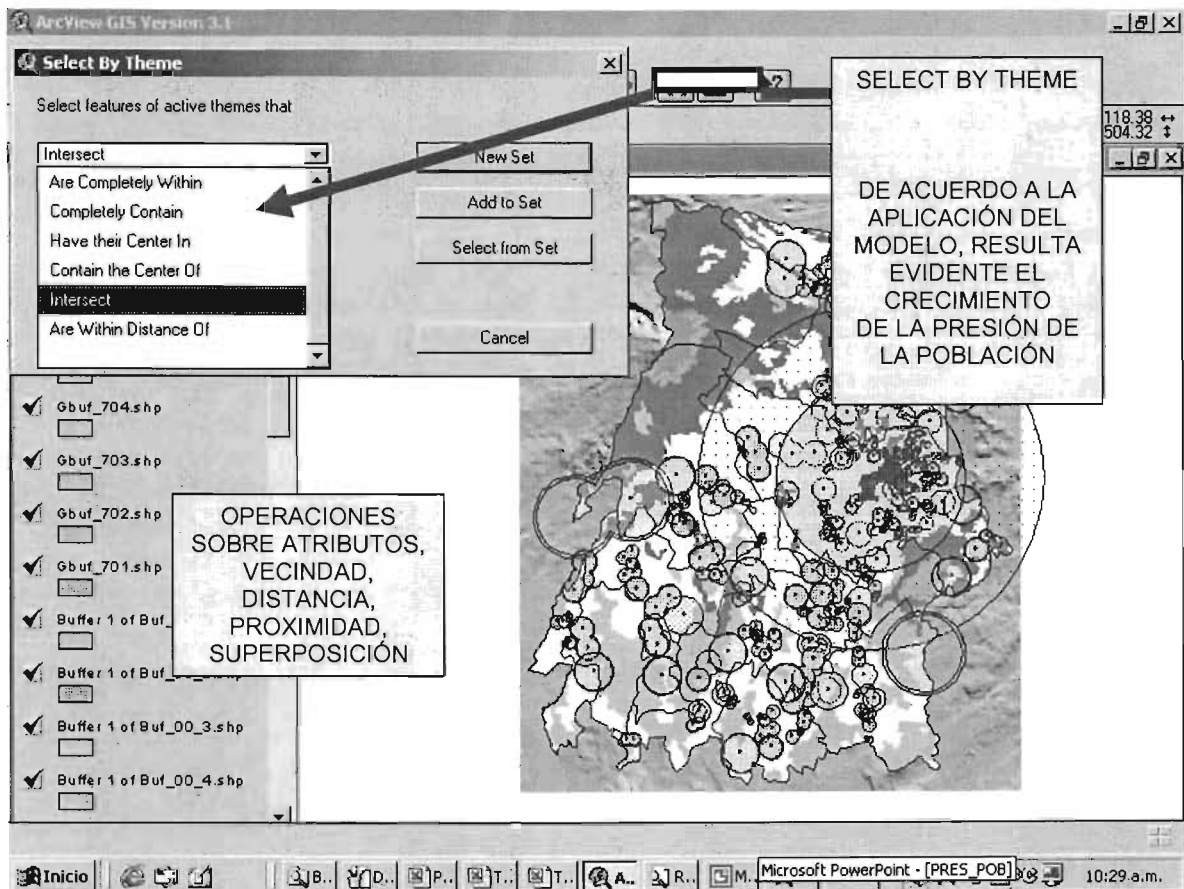 ArcView GIS Version 3.1
Select By Theme
Select features of active themes that
Intersect
Are Completely Within
Completely Contain
Have their Center In
Contain the Center Of
Intersect
Are Within Distance Of
New Set
Add to Set
Select from Set
Cancel
?
118.38
504.32
SELECT BY THEME
DE ACUERDO A LA
APLICACIÓN DEL
MODELO, RESULTA
EVIDENTE EL
CRECIMIENTO
DE LA PRESIÓN DE
LA POBLACIÓN
Gbuf_704.shp
Gbuf_703.shp
Gbuf_702.shp
Gbuf_701.shp
Buffer 1 of Buf_
Buffer 1 of Buf_
Buffer 1 of Buf_00_3.shp
Buffer 1 of Buf_00_4.shp
OPERACIONES
SOBRE ATRIBUTOS,
VECINDAD,
DISTANCIA,
PROXIMIDAD,
SUPERPOSICIÓN
Inicio
B..
D..
P..
T..
T..
A..
R..
M..
Microsoft PowerPoint - [PRES_POB]
10:29 a.m.